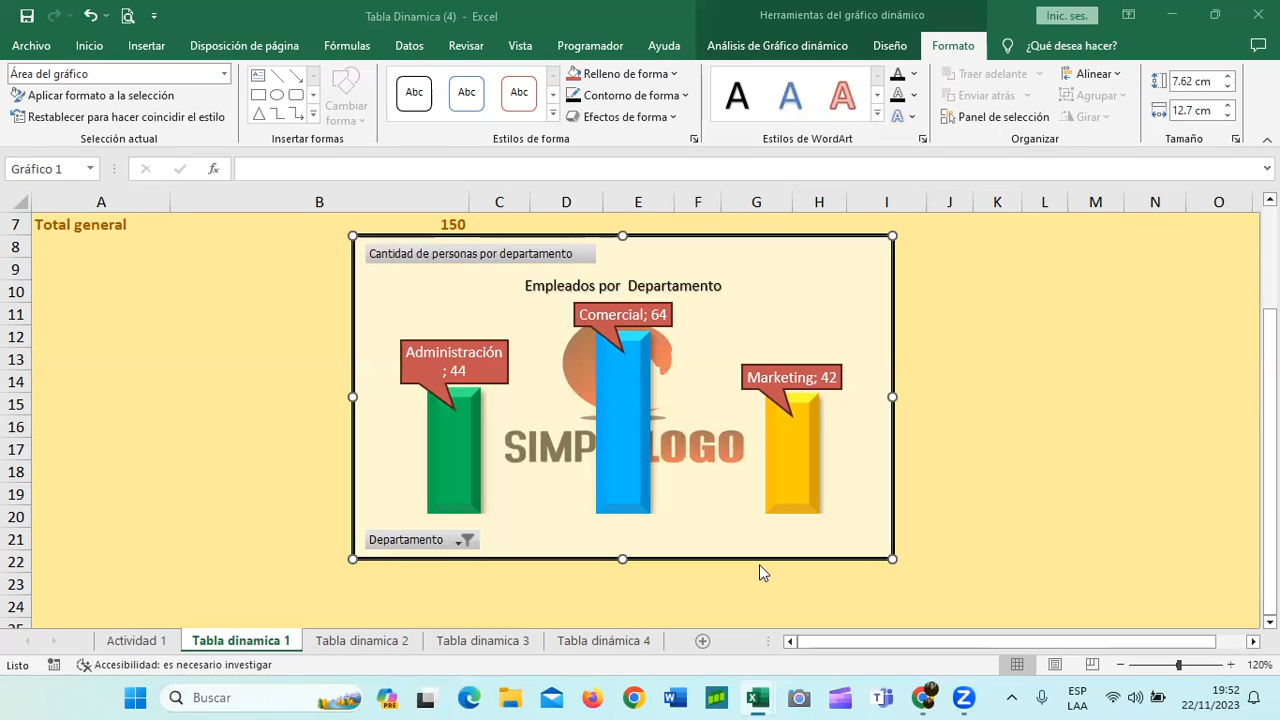 Tabla Dinamica (4) - Excel
Herramientas del gráfico dinámico
Inic. ses.
Archivo Inicio Insertar Disposición de página Fórmulas Datos Revisar Vista Programador Ayuda Análisis de Gráfico dinámico Diseño Formato ¿Qué desea hacer?
Área del gráfico
Aplicar formato a la selección
Restablecer para hacer coincidir el estilo
Selección actual
Cambiar
forma
Insertar formas
Abc Abc Abc
Relleno de forma
Contorno de forma
Efectos de forma
Estilos de forma
A A A
A
A
A
Estilos de WordArt
Traer adelante
Enviar atrás
Panel de selección
Alinear
Agrupar
Girar
Organizar
7.62 cm
12.7 cm
Tamaño
Gráfico 1
fx
A B C D E F G H I J K L M N O
7 Total general 150
8
9
10
11
12
13
14
15
16
17
18
19
20
21
22
23
24
25
Cantidad de personas por departamento
Empleados por Departamento
Comercial; 64
Administración
; 44
Marketing; 42
Departamento
Actividad 1 Tabla dinamica 1 Tabla dinamica 2 Tabla dinamica 3 Tabla dinámica 4
Listo Accesibilidad: es necesario investigar 120%
Buscar
PRE
ESP
LAA
19:52
22/11/2023